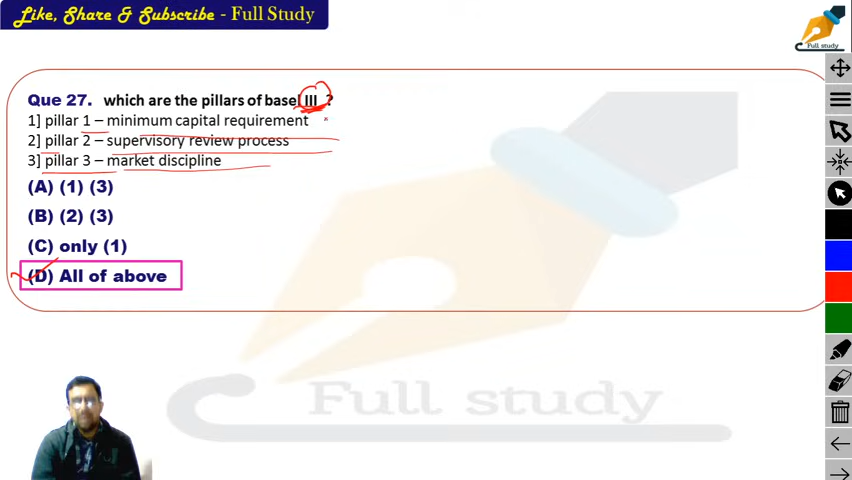 Like, Share & Subscribe - Full Study
Full study
Que 27. which are the pillars of basel III ?
1] pillar 1 – minimum capital requirement
2] pillar 2 – supervisory review process
3] pillar 3 – market discipline
(A) (1) (3)
(B) (2) (3)
(C) only (1)
(D) All of above
Full study